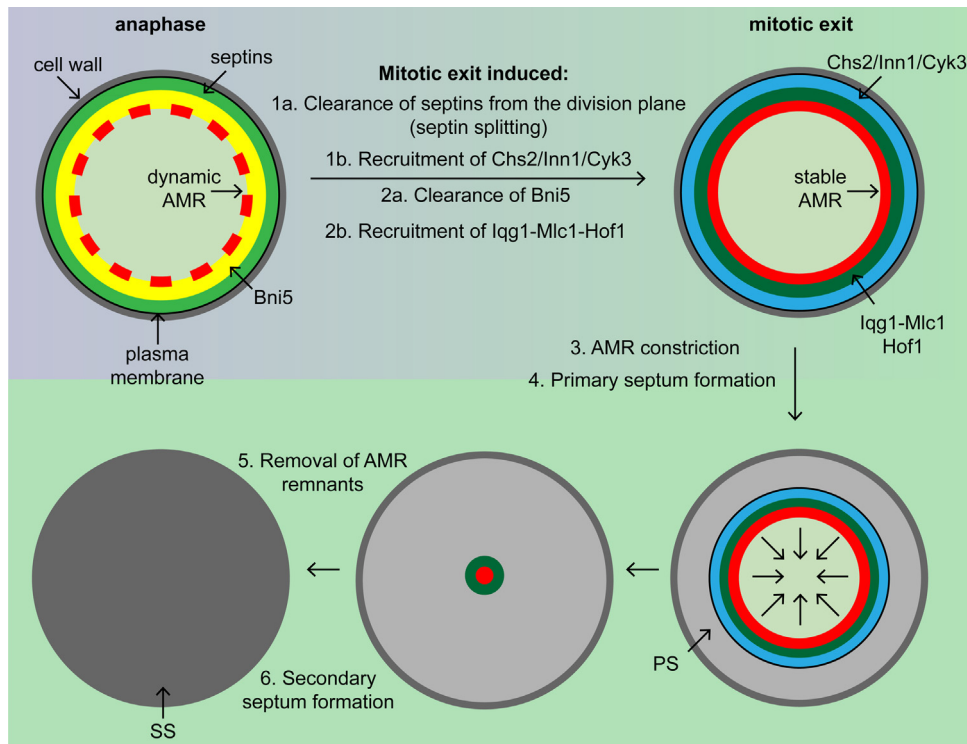 anaphase
mitotic exit
cell wall
septins
Mitotic exit induced:
Chs2/Inn1/Cyk3
1a. Clearance of septins from the division plane
(septin splitting)
1b. Recruitment of Chs2/Inn1/Cyk3
dynamic
AMR
2a. Clearance of Bni5
stable
AMR
2b. Recruitment of Iqg1-Mlc1-Hof1
Bni5
Iqg1-Mlc1
Hof1
plasma
membrane
3. AMR constriction
4. Primary septum formation
5. Removal of AMR
remnants
PS
6. Secondary
septum formation
SS